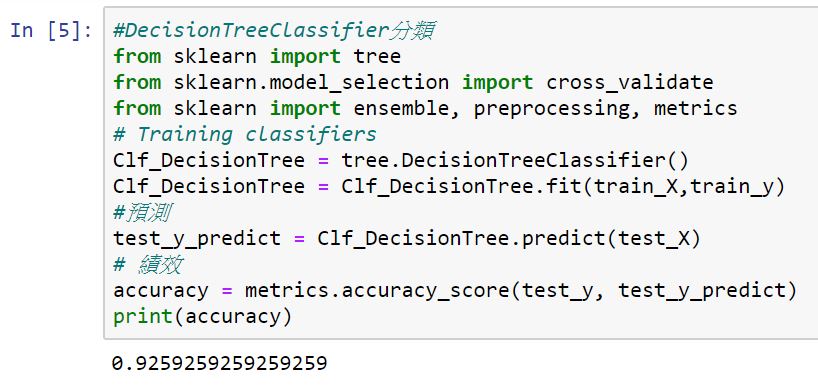 In [5]: #DecisionTreeClassifier分類
from sklearn import tree
from sklearn.model_selection import cross_validate
from sklearn import ensemble, preprocessing, metrics
# Training classifiers
Clf_DecisionTree = tree.DecisionTreeClassifier()
Clf_DecisionTree = Clf_DecisionTree.fit(train_X,train_y)
#預測
test_y_predict = Clf_DecisionTree.predict(test_X)
# 績效
accuracy = metrics.accuracy_score(test_y, test_y_predict)
print(accuracy)
0.9259259259259259